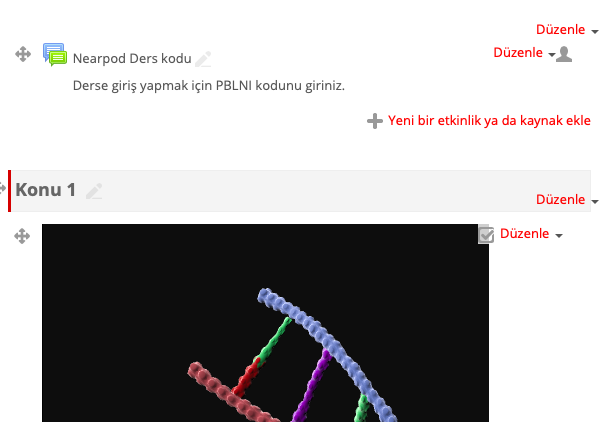 Düzenle
Nearpod Ders kodu
Düzenle
Derse giriş yapmak için PBLNI kodunu giriniz.
Yeni bir etkinlik ya da kaynak ekle
Konu 1
Düzenle
Düzenle